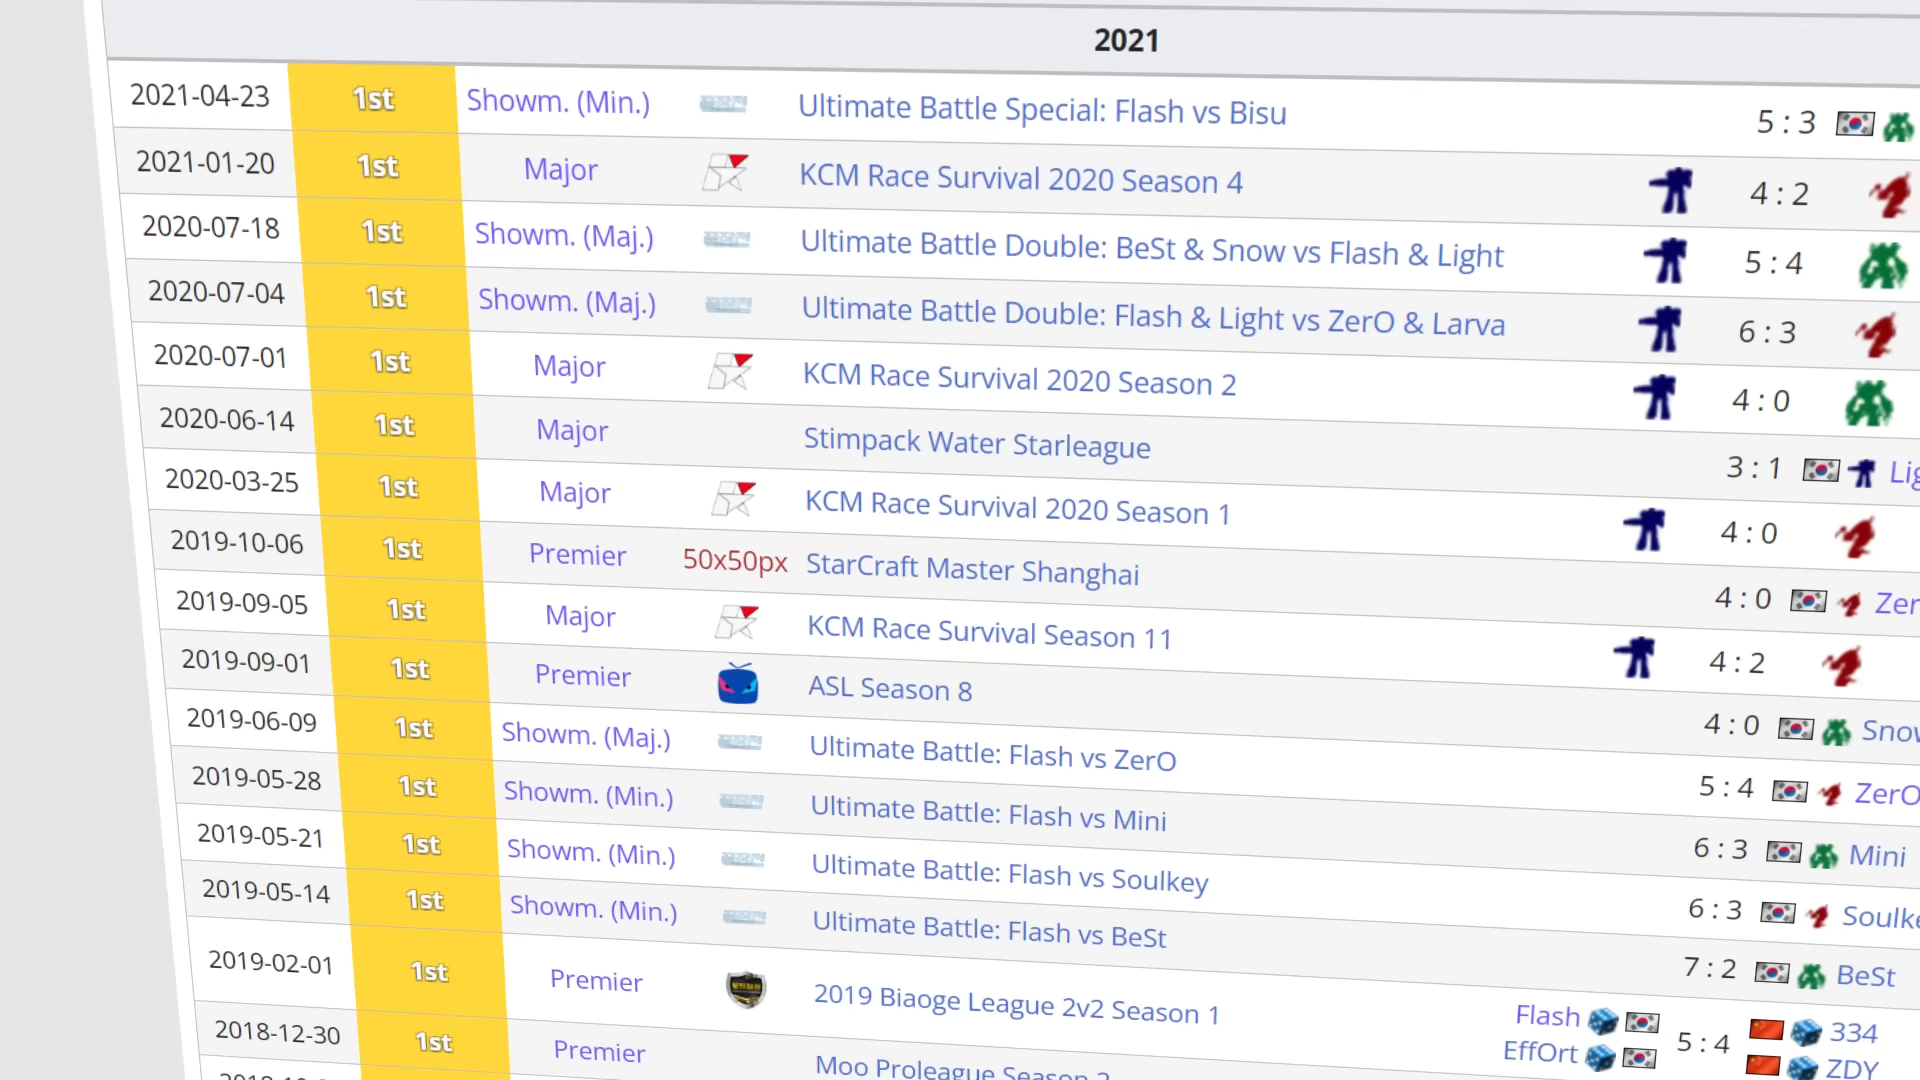 2021
2021-04-23 1st Showm. (Min.) Ultimate Battle Special: Flash vs Bisu 5 : 3
2021-01-20 1st Major KCM Race Survival 2020 Season 4 4 : 2
2020-07-18 1st Showm. (Maj.) Ultimate Battle Double: BeSt & Snow vs Flash & Light 5 : 4
2020-07-04 1st Showm. (Maj.) Ultimate Battle Double: Flash & Light vs ZerO & Larva 6 : 3
2020-07-01 1st Major KCM Race Survival 2020 Season 2 4 : 0
2020-06-14 1st Major Stimpack Water Starleague 3 : 1 Lig
2020-03-25 1st Major KCM Race Survival 2020 Season 1 4 : 0
2019-10-06 1st Premier 50x50px StarCraft Master Shanghai 4 : 0 Zer
2019-09-05 1st Major KCM Race Survival Season 11 4 : 2
2019-09-01 1st Premier ASL Season 8 4 : 0 Snow
2019-06-09 1st Showm. (Maj.) Ultimate Battle: Flash vs ZerO 5 : 4 ZerO
2019-05-28 1st Showm. (Min.) Ultimate Battle: Flash vs Mini 6 : 3 Mini
2019-05-21 1st Showm. (Min.) Ultimate Battle: Flash vs Soulkey 6 : 3 Soulke
2019-05-14 1st Showm. (Min.) Ultimate Battle: Flash vs BeSt 7 : 2 BeSt
2019-02-01 1st Premier 2019 Biaoge League 2v2 Season 1 Flash 5 : 4 334
EffOrt ZDY
2018-12-30 1st Premier Moo Proleague Season 2